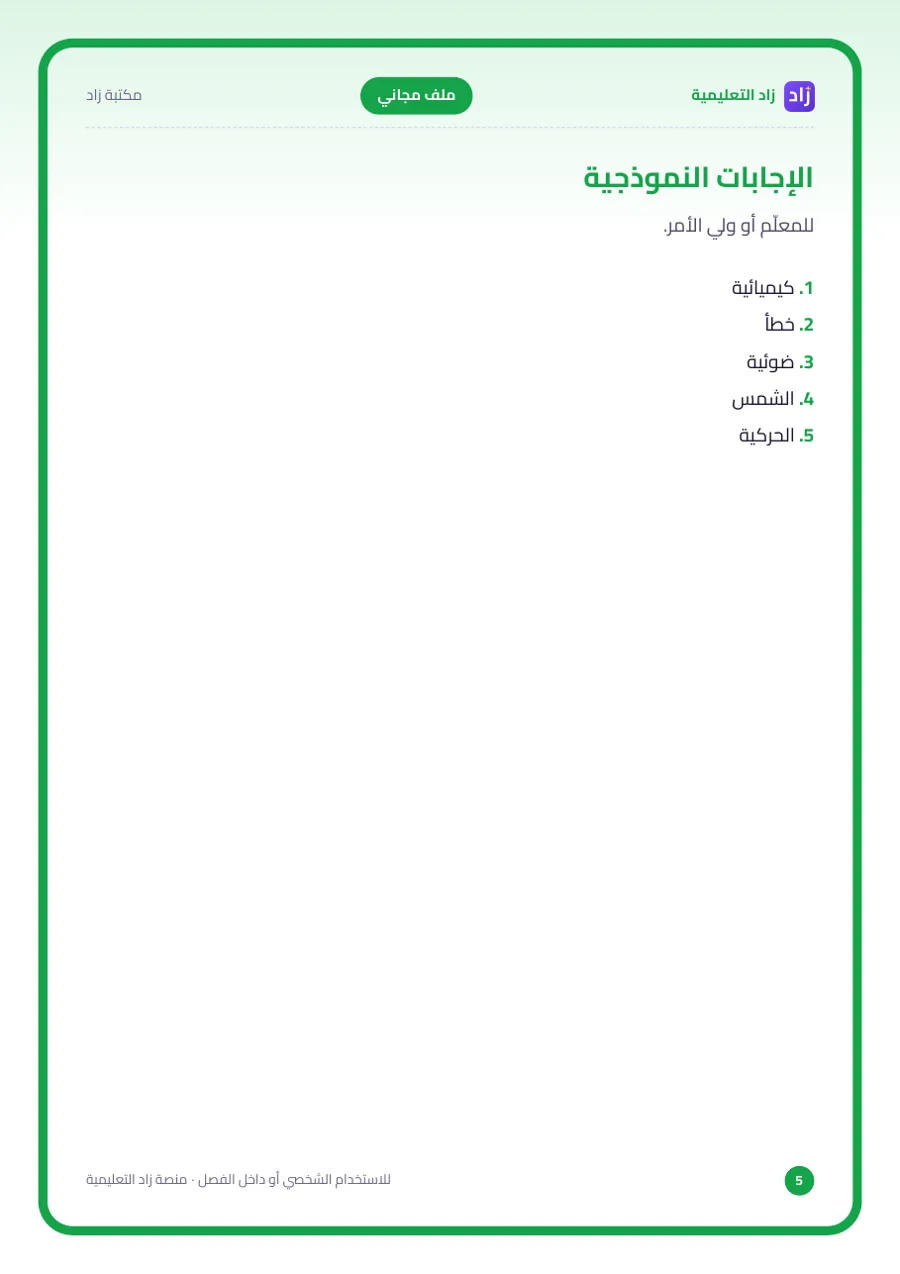 زاد زاد التعليمية
ملف مجاني
مكتبة زاد
الإجابات النموذجية
للمعلّم أو ولي الأمر.
1. كيميائية
2. خطأ
3. ضوئية
4. الشمس
5. الحركية
5
للاستخدام الشخصي أو داخل الفصل · منصة زاد التعليمية